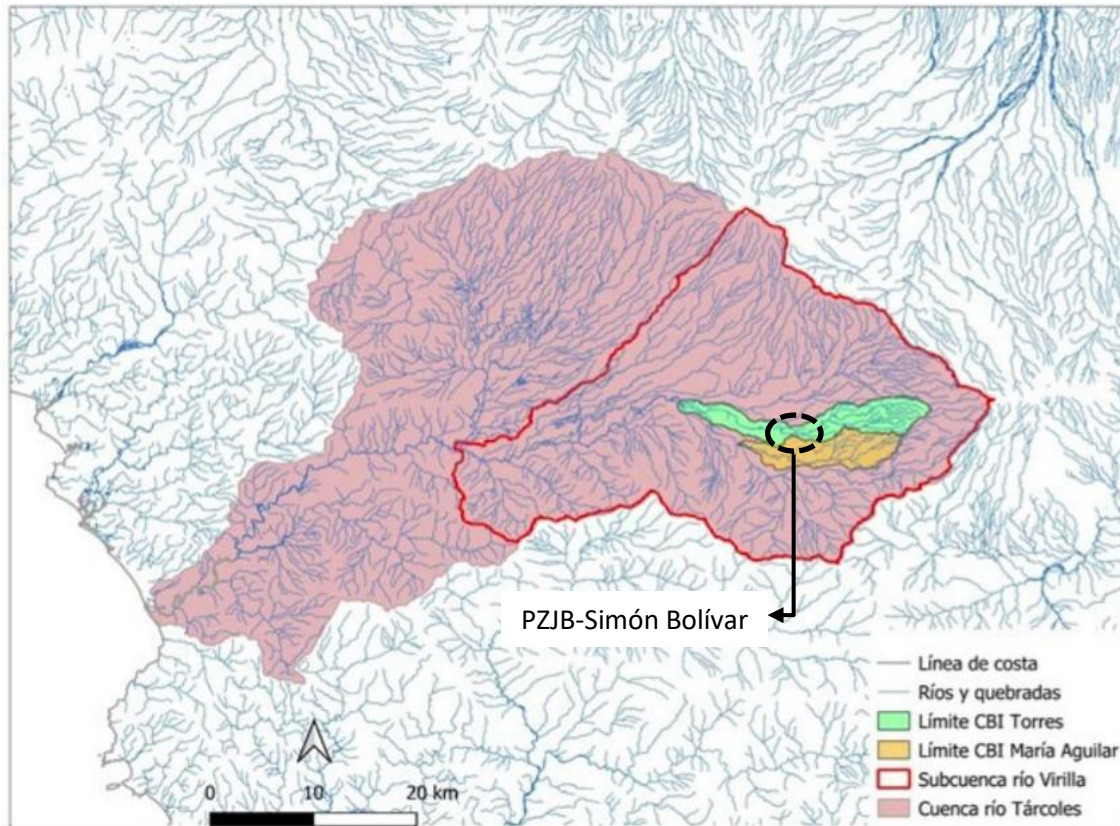 PZJB-Simón Bolívar
Línea de costa
Ríos y quebradas
Límite CBI Torres
Límite CBI María Aguilar
Subcuenca río Virilla
Cuenca río Tárcoles
0 10 20 km